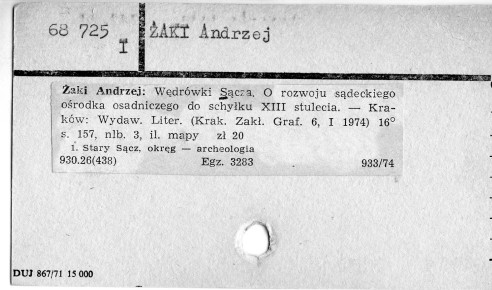 68 725
I
ŻAKI Andrzej
Żaki Andrzej: Wędrówki Sącza. O rozwoju sądeckiego
ośrodka osadniczego do schyłku XIII stulecia. — Kra-
ków: Wydaw. Liter. (Krak. Zakł. Graf. 6, I 1974) 16°
s. 157, nlb. 3, il. mapy zł 20
1. Stary Sącz, okręg — archeologia
930.26(438) Egz. 3283 933/74
DUJ 867/71 15 000